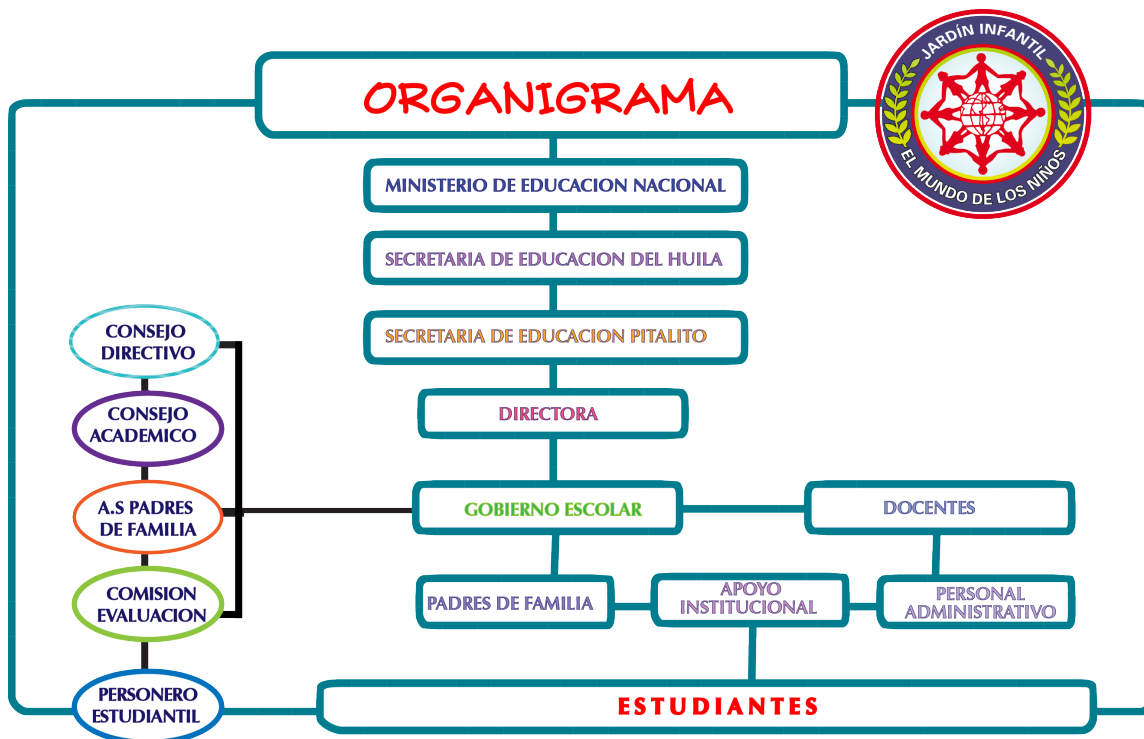 ORGANIGRAMA
JARDÍN INFANTIL
EL MUNDO DE LOS NIÑOS
MINISTERIO DE EDUCACION NACIONAL
SECRETARIA DE EDUCACION DEL HUILA
SECRETARIA DE EDUCACION PITALITO
DIRECTORA
CONSEJO
DIRECTIVO
CONSEJO
ACADEMICO
A.S PADRES
DE FAMILIA
COMISION
EVALUACION
PERSONERO
ESTUDIANTIL
GOBIERNO ESCOLAR
DOCENTES
PADRES DE FAMILIA
APOYO
INSTITUCIONAL
PERSONAL
ADMINISTRATIVO
ESTUDIANTES